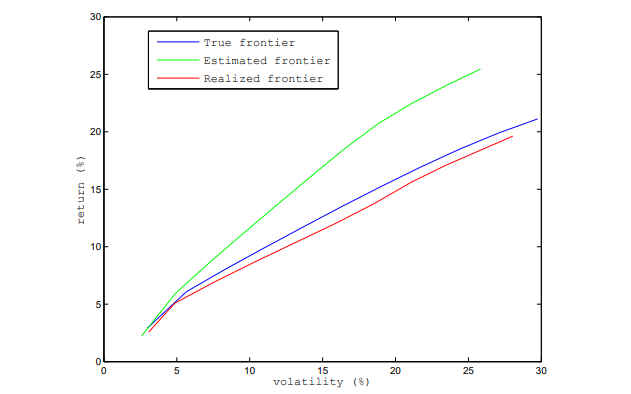 30
True frontier
Estimated frontier
Realized frontier
25
20
15
10
5
0
return (%)
0 5 10 15 20 25 30
volatility (%)